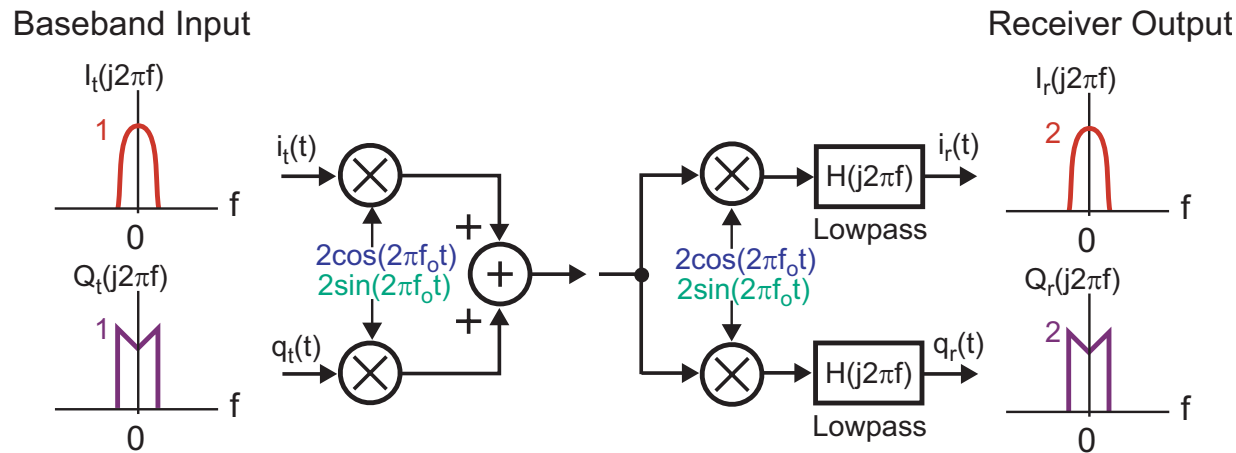 Baseband Input
Receiver Output
Iₜ(j2πf)
1
f
0
Qₜ(j2πf)
1
f
0
iₜ(t)
qₜ(t)
2cos(2πfₒt)
2sin(2πfₒt)
+
+
+
2cos(2πfₒt)
2sin(2πfₒt)
H(j2πf)
Lowpass
H(j2πf)
Lowpass
iᵣ(t)
qᵣ(t)
Iᵣ(j2πf)
2
f
0
Qᵣ(j2πf)
2
f
0